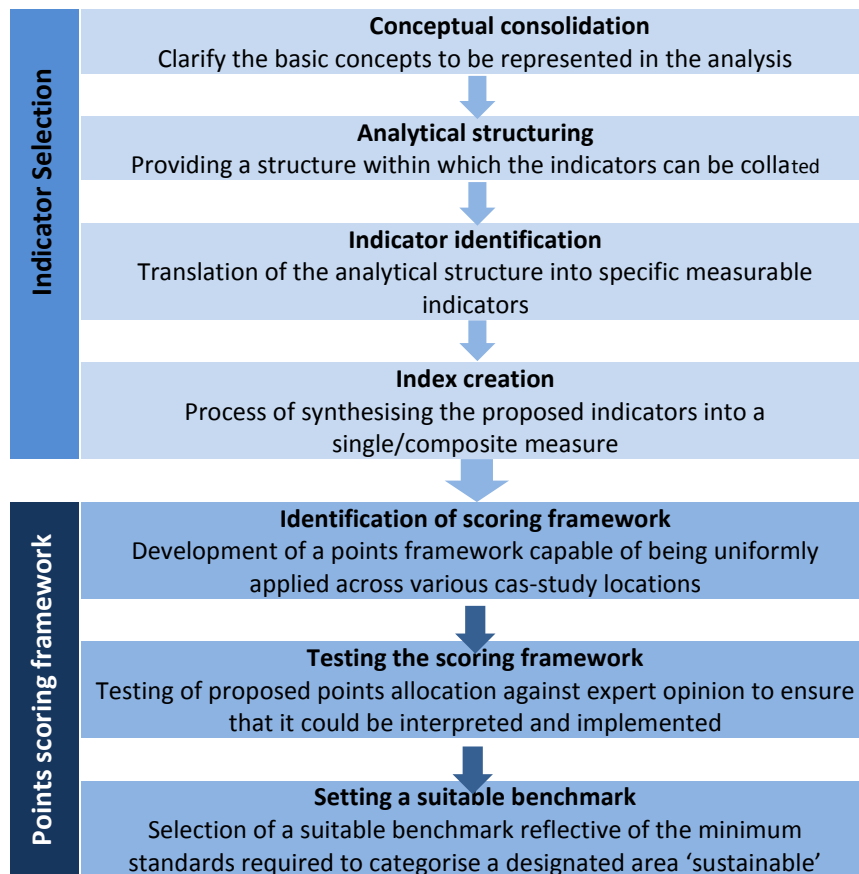 Indicator Selection
Conceptual consolidation
Clarify the basic concepts to be represented in the analysis
Analytical structuring
Providing a structure within which the indicators can be collated
Indicator identification
Translation of the analytical structure into specific measurable
indicators
Index creation
Process of synthesising the proposed indicators into a
single/composite measure
Points scoring framework
Identification of scoring framework
Development of a points framework capable of being uniformly
applied across various cas-study locations
Testing the scoring framework
Testing of proposed points allocation against expert opinion to ensure
that it could be interpreted and implemented
Setting a suitable benchmark
Selection of a suitable benchmark reflective of the minimum
standards required to categorise a designated area ‘sustainable’